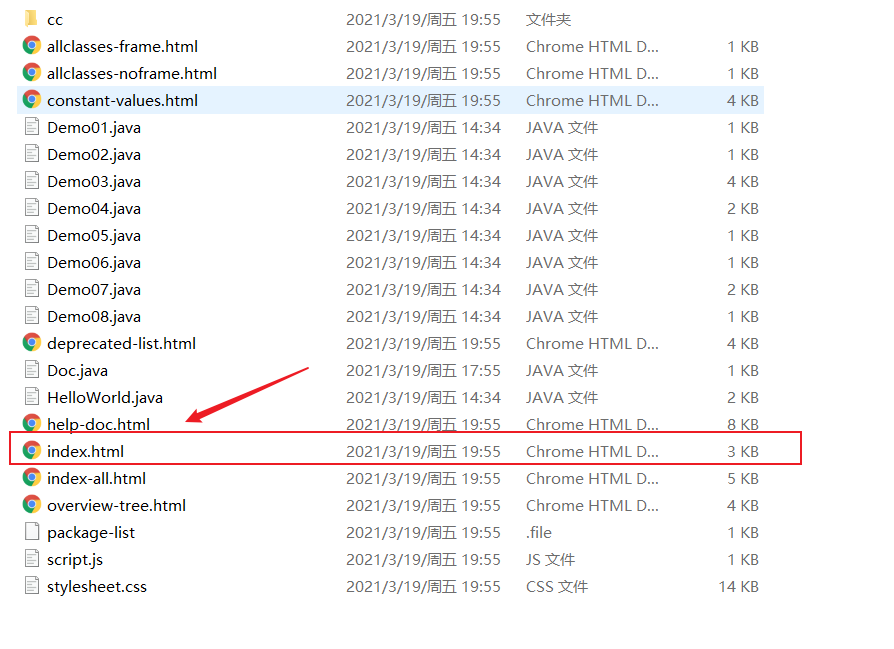 cc 2021/3/19/周五 19:55 文件夹
allclasses-frame.html 2021/3/19/周五 19:55 Chrome HTML D... 1 KB
allclasses-noframe.html 2021/3/19/周五 19:55 Chrome HTML D... 1 KB
constant-values.html 2021/3/19/周五 19:55 Chrome HTML D... 4 KB
Demo01.java 2021/3/19/周五 14:34 JAVA 文件 1 KB
Demo02.java 2021/3/19/周五 14:34 JAVA 文件 1 KB
Demo03.java 2021/3/19/周五 14:34 JAVA 文件 4 KB
Demo04.java 2021/3/19/周五 14:34 JAVA 文件 2 KB
Demo05.java 2021/3/19/周五 14:34 JAVA 文件 1 KB
Demo06.java 2021/3/19/周五 14:34 JAVA 文件 1 KB
Demo07.java 2021/3/19/周五 14:34 JAVA 文件 2 KB
Demo08.java 2021/3/19/周五 14:34 JAVA 文件 1 KB
deprecated-list.html 2021/3/19/周五 19:55 Chrome HTML D... 4 KB
Doc.java 2021/3/19/周五 17:55 JAVA 文件 1 KB
HelloWorld.java 2021/3/19/周五 14:34 JAVA 文件 2 KB
help-doc.html 2021/3/19/周五 19:55 Chrome HTML D... 8 KB
index.html 2021/3/19/周五 19:55 Chrome HTML D... 3 KB
index-all.html 2021/3/19/周五 19:55 Chrome HTML D... 5 KB
overview-tree.html 2021/3/19/周五 19:55 Chrome HTML D... 4 KB
package-list 2021/3/19/周五 19:55 .file 1 KB
script.js 2021/3/19/周五 19:55 JS 文件 1 KB
stylesheet.css 2021/3/19/周五 19:55 CSS 文件 14 KB